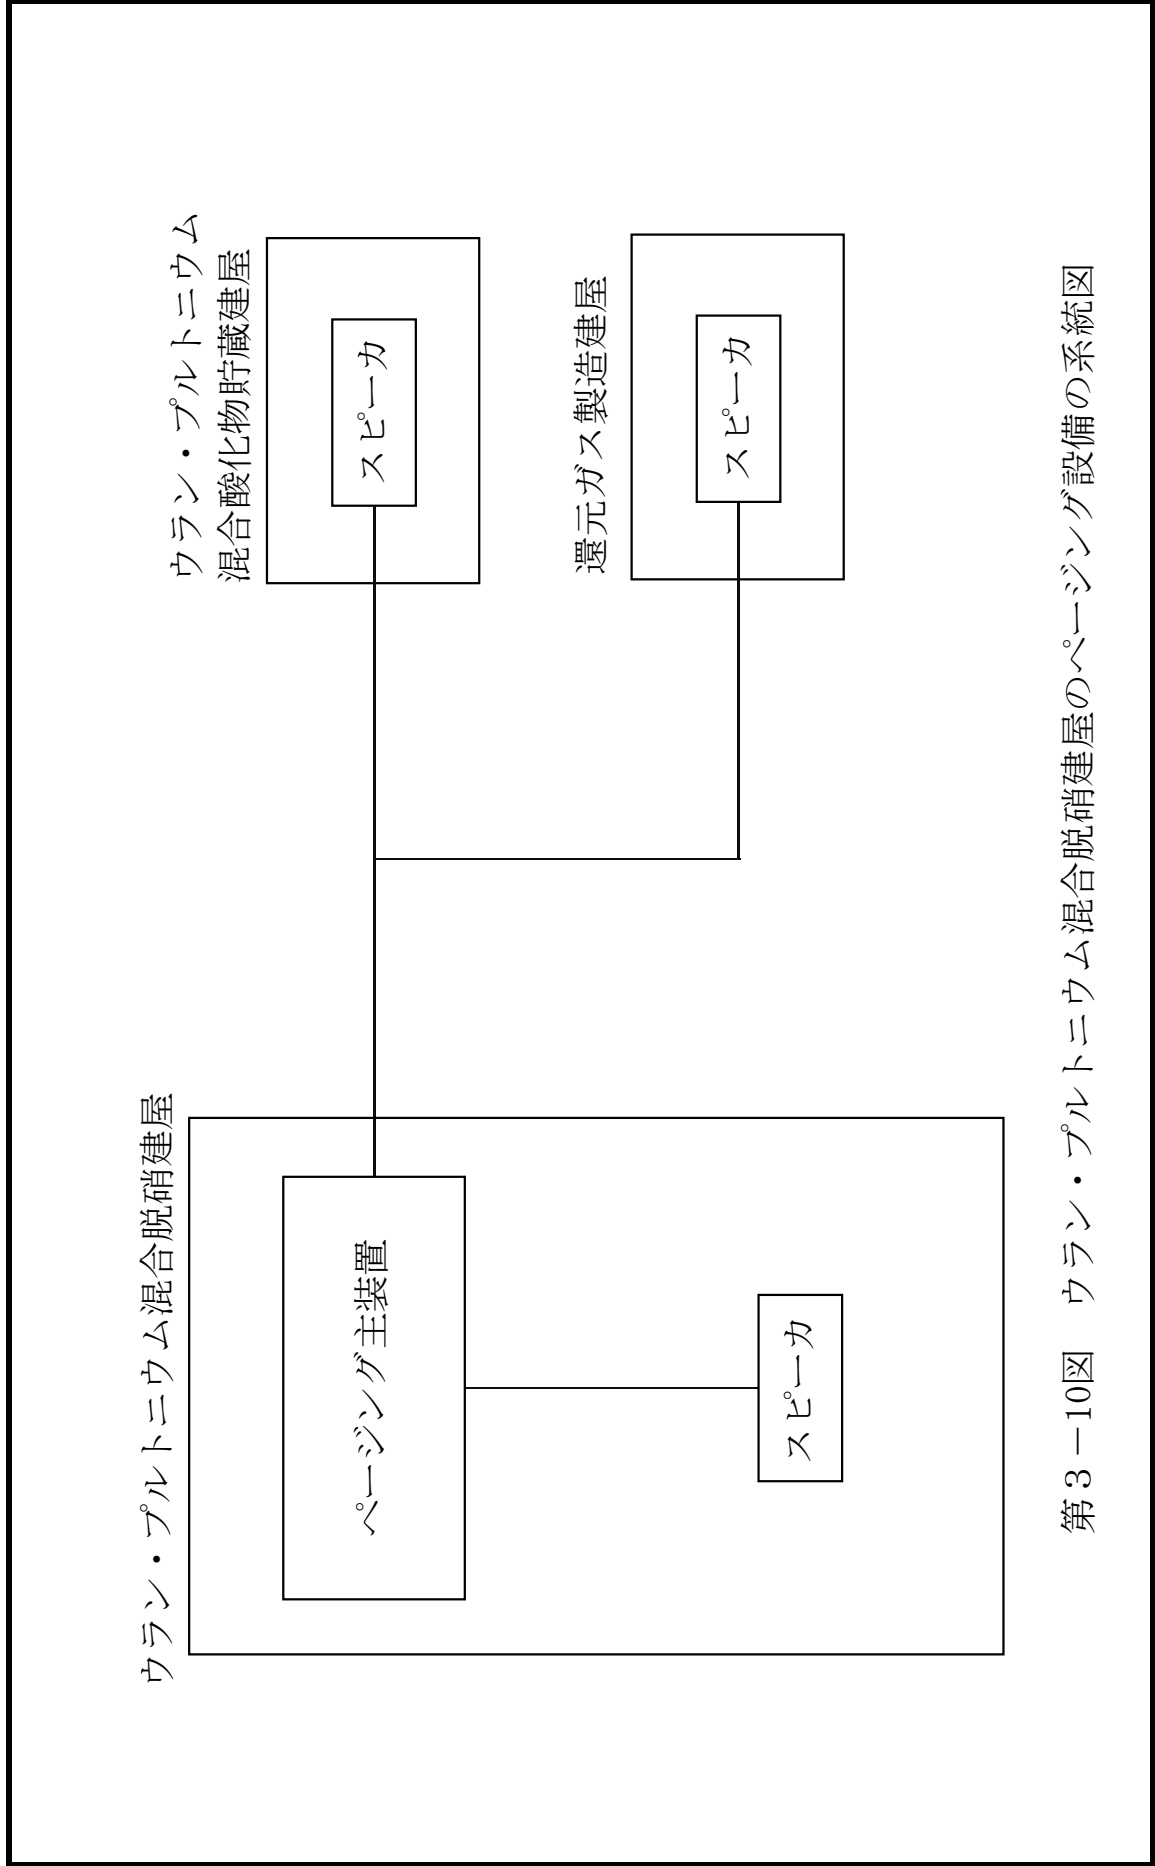 ウラン・プルトニウム混合脱硝建屋
ページング主装置
スピーカ
ウラン・プルトニウム
混合酸化物貯蔵建屋
スピーカ
還元ガス製造建屋
スピーカ
第3－10図　ウラン・プルトニウム混合脱硝建屋のページング設備の系統図